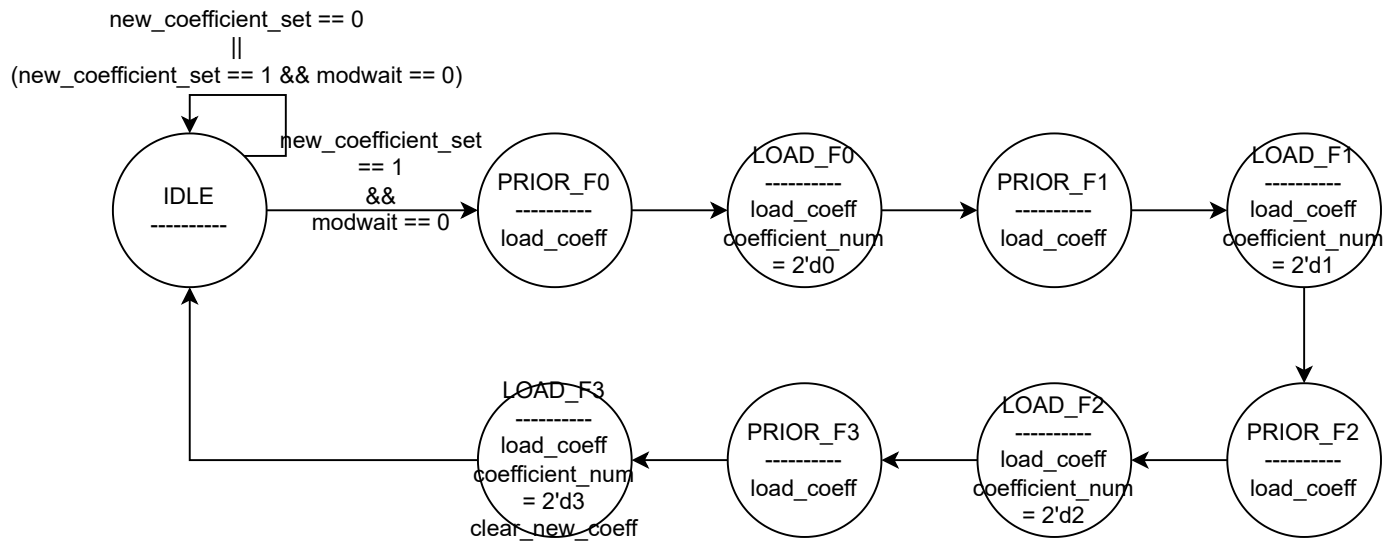 new_coefficient_set == 0
||
(new_coefficient_set == 1 && modwait == 0)
new_coefficient_set
== 1
&&
modwait == 0
IDLE
----------
PRIOR_F0
----------
load_coeff
LOAD_F0
----------
load_coeff
coefficient_num
= 2'd0
PRIOR_F1
----------
load_coeff
LOAD_F1
----------
load_coeff
coefficient_num
= 2'd1
PRIOR_F2
----------
load_coeff
LOAD_F2
----------
load_coeff
coefficient_num
= 2'd2
PRIOR_F3
----------
load_coeff
LOAD_F3
----------
load_coeff
coefficient_num
= 2'd3
clear_new_coeff